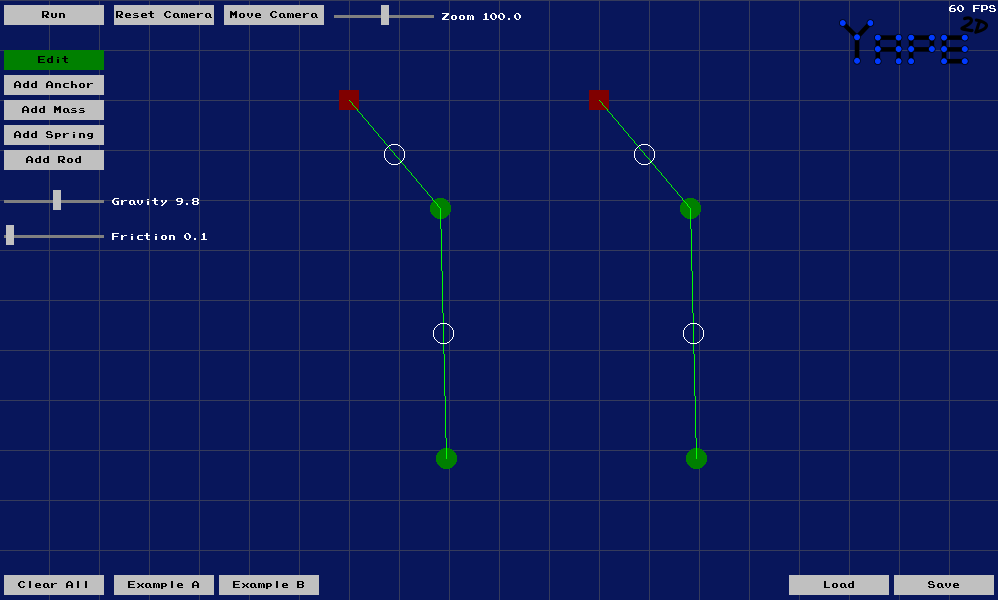 Run
Reset Camera
Move Camera
Zoom 100.0
60 FPS
YAPE 2D
Edit
Add Anchor
Add Mass
Add Spring
Add Rod
Gravity 9.8
Friction 0.1
Clear All
Example A
Example B
Load
Save